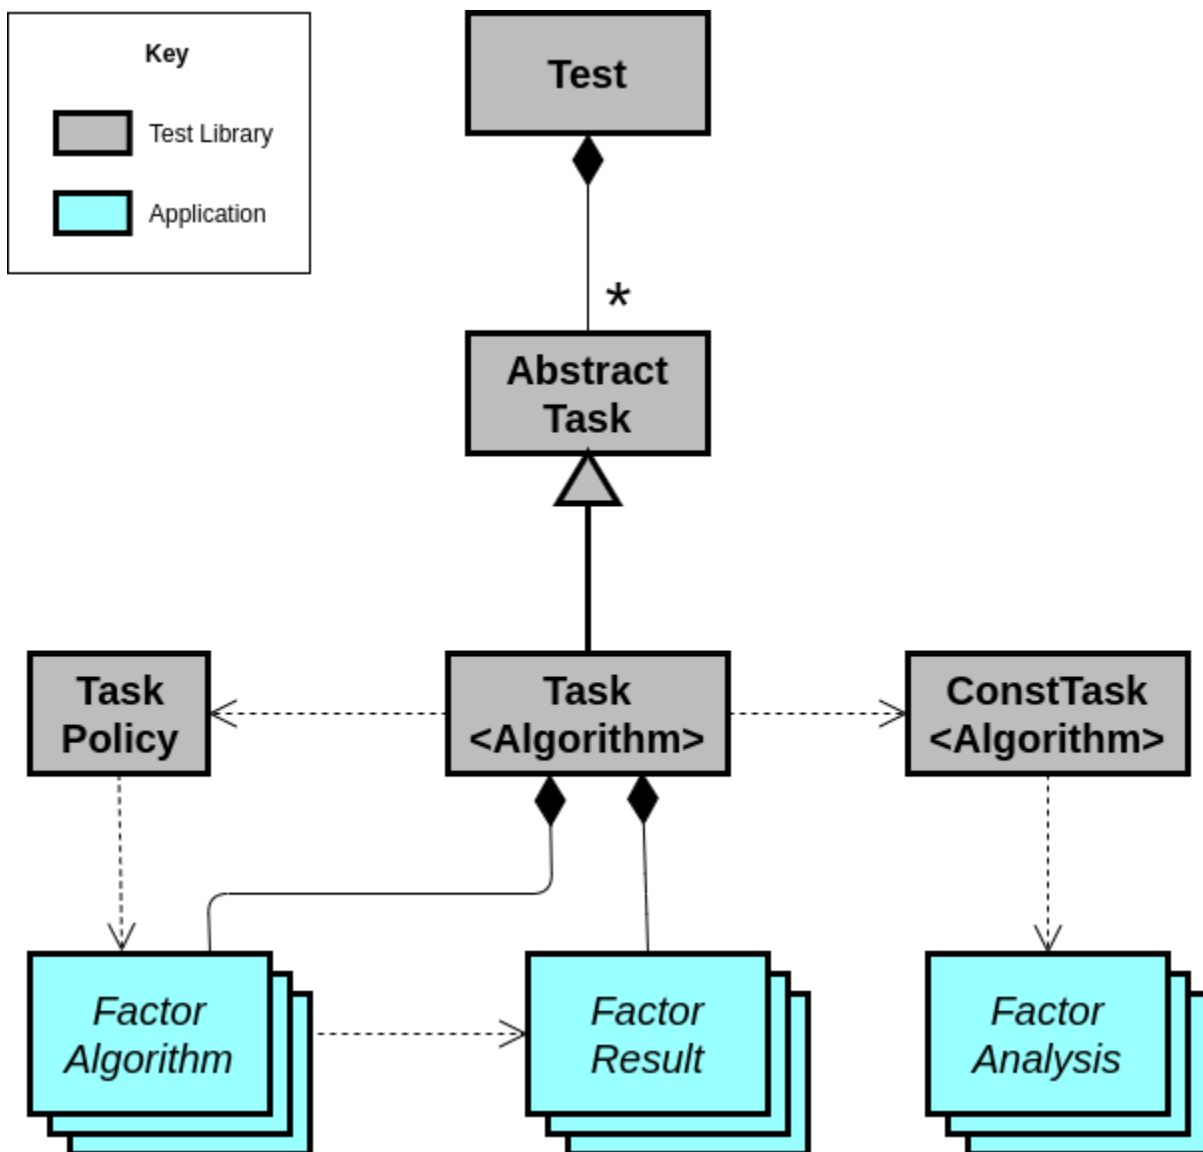 Key
Test Library
Application
Test
*
Abstract
Task
Task
Policy
Task
<Algorithm>
ConstTask
<Algorithm>
Factor
Algorithm
Factor
Result
Factor
Analysis